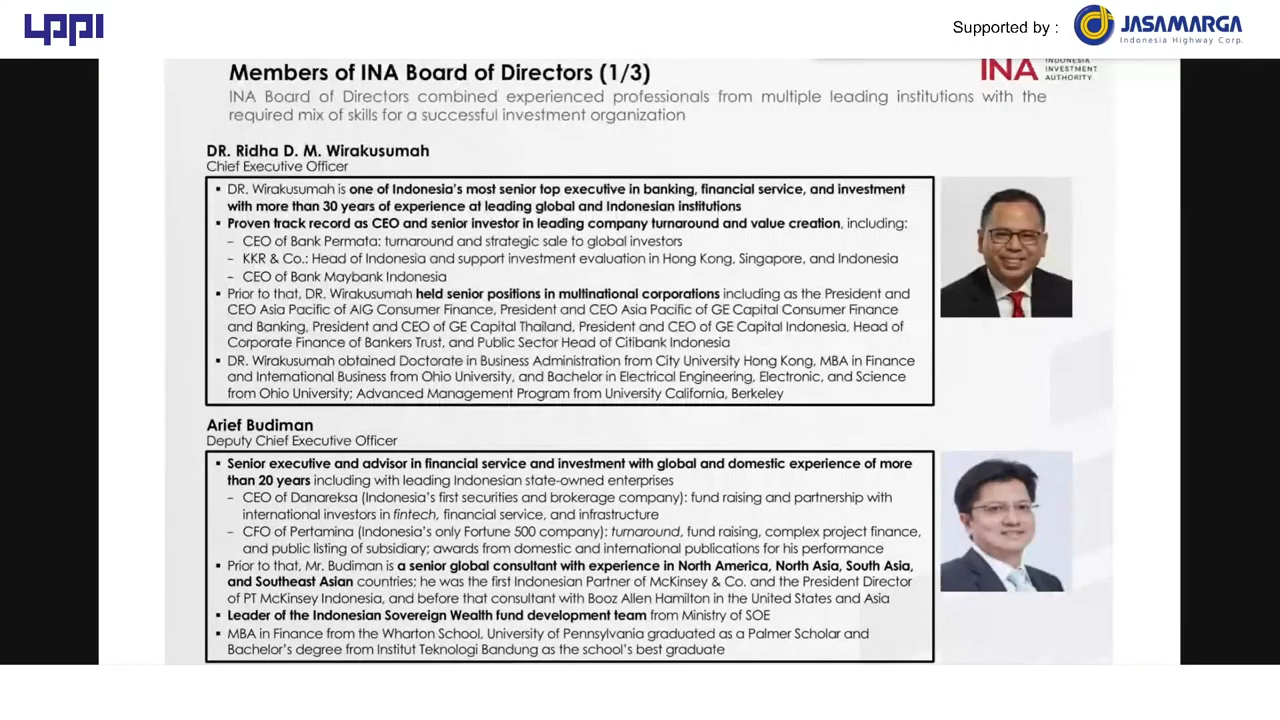 LPPI
Supported by :
JASAMARGA
Indonesia Highway Corp.
Members of INA Board of Directors (1/3)
INA
INDONESIA
INVESTMENT
AUTHORITY
INA Board of Directors combined experienced professionals from multiple leading institutions with the
required mix of skills for a successful investment organization
DR. Ridha D. M. Wirakusumah
Chief Executive Officer
▪ DR. Wirakusumah is one of Indonesia's most senior top executive in banking, financial service, and investment
with more than 30 years of experience at leading global and Indonesian institutions
▪ Proven track record as CEO and senior investor in leading company turnaround and value creation, including:
– CEO of Bank Permata: turnaround and strategic sale to global investors
– KKR & Co.: Head of Indonesia and support investment evaluation in Hong Kong, Singapore, and Indonesia
– CEO of Bank Maybank Indonesia
▪ Prior to that, DR. Wirakusumah held senior positions in multinational corporations including as the President and
CEO Asia Pacific of AIG Consumer Finance, President and CEO Asia Pacific of GE Capital Consumer Finance
and Banking, President and CEO of GE Capital Thailand, President and CEO of GE Capital Indonesia, Head of
Corporate Finance of Bankers Trust, and Public Sector Head of Citibank Indonesia
▪ DR. Wirakusumah obtained Doctorate in Business Administration from City University Hong Kong, MBA in Finance
and International Business from Ohio University, and Bachelor in Electrical Engineering, Electronic, and Science
from Ohio University; Advanced Management Program from University California, Berkeley
Arief Budiman
Deputy Chief Executive Officer
▪ Senior executive and advisor in financial service and investment with global and domestic experience of more
than 20 years including with leading Indonesian state-owned enterprises
– CEO of Danareksa (Indonesia's first securities and brokerage company): fund raising and partnership with
international investors in fintech, financial service, and infrastructure
– CFO of Pertamina (Indonesia's only Fortune 500 company): turnaround, fund raising, complex project finance,
and public listing of subsidiary; awards from domestic and international publications for his performance
▪ Prior to that, Mr. Budiman is a senior global consultant with experience in North America, North Asia, South Asia,
and Southeast Asian countries; he was the first Indonesian Partner of McKinsey & Co. and the President Director
of PT McKinsey Indonesia, and before that consultant with Booz Allen Hamilton in the United States and Asia
▪ Leader of the Indonesian Sovereign Wealth fund development team from Ministry of SOE
▪ MBA in Finance from the Wharton School, University of Pennsylvania graduated as a Palmer Scholar and
Bachelor's degree from Institut Teknologi Bandung as the school's best graduate